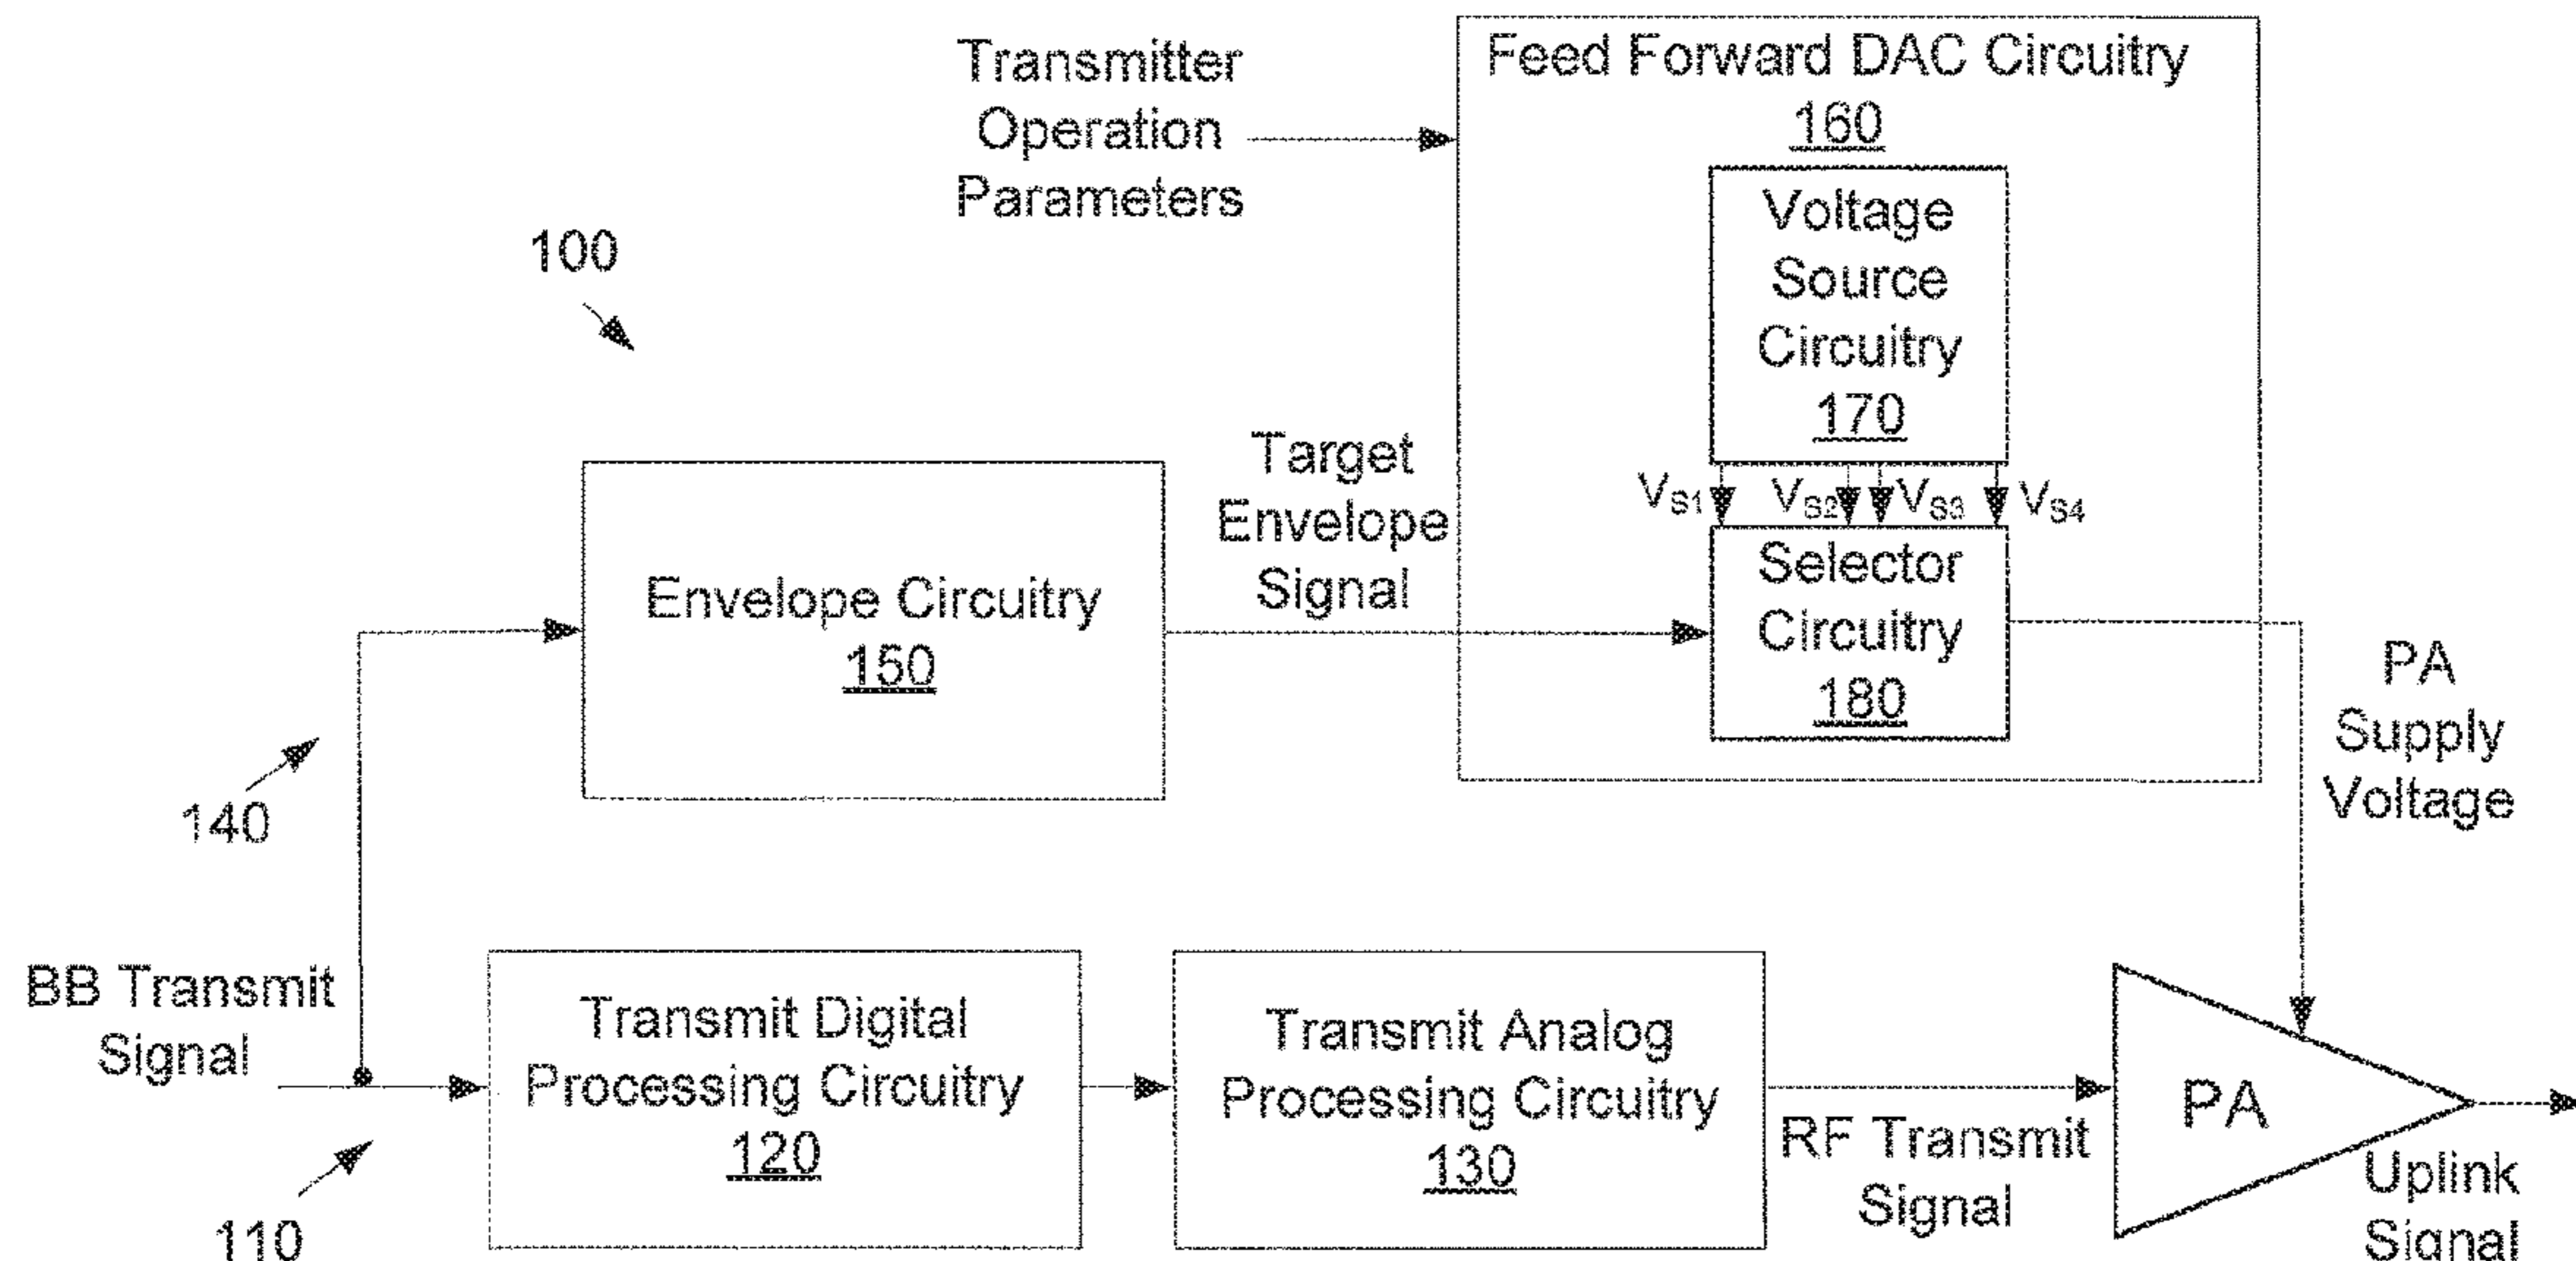 Transmitter
Operation
Parameters
Feed Forward DAC Circuitry
160
Voltage
Source
Circuitry
170
100
VS1 VS2 VS3 VS4
Target
Envelope
Signal
Envelope Circuitry
150
Selector
Circuitry
180
PA
Supply
Voltage
140
BB Transmit
Signal
Transmit Digital
Processing Circuitry
120
Transmit Analog
Processing Circuitry
130
RF Transmit
Signal
PA
Uplink
Signal
110